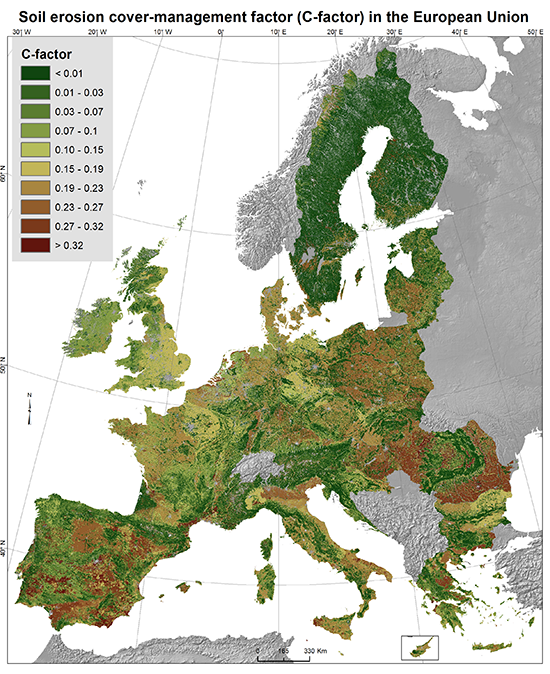 Soil erosion cover-management factor (C-factor) in the European Union
30°W 20°W 10°W 0° 10°E 20°E 30°E 40°E 50°E
C-factor
< 0.01
0.01 - 0.03
0.03 - 0.07
0.07 - 0.1
0.10 - 0.15
0.15 - 0.19
0.19 - 0.23
0.23 - 0.27
0.27 - 0.32
> 0.32
60°N
50°N
N
40°N
0 165 330 Km